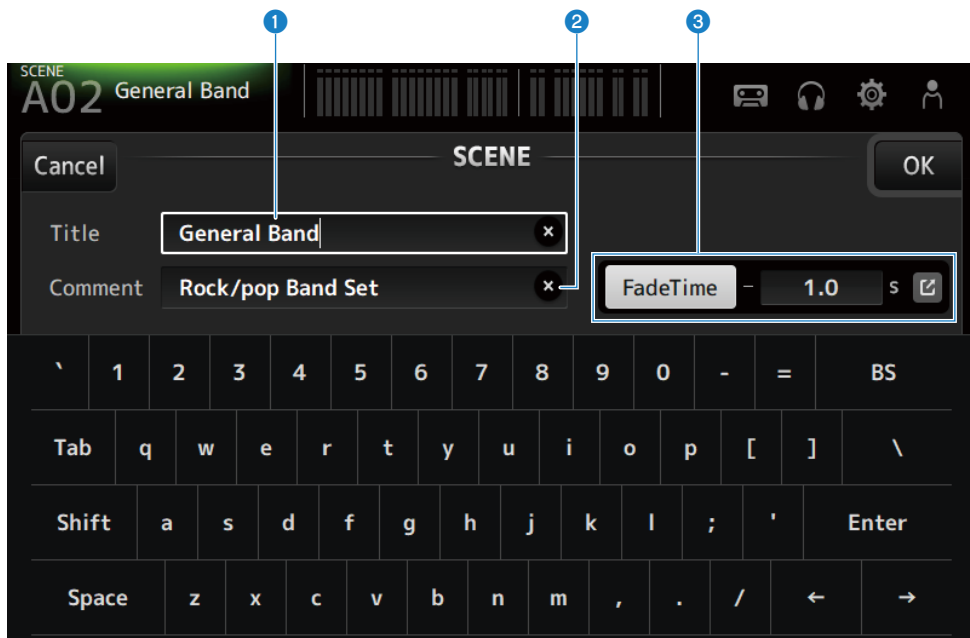 1 2 3
SCENE
A02 General Band
Cancel SCENE OK
Title General Band ×
Comment Rock/pop Band Set × FadeTime – 1.0 s
` 1 2 3 4 5 6 7 8 9 0 - = BS
Tab q w e r t y u i o p [ ] \
Shift a s d f g h j k l ; ' Enter
Space z x c v b n m , . / ← →